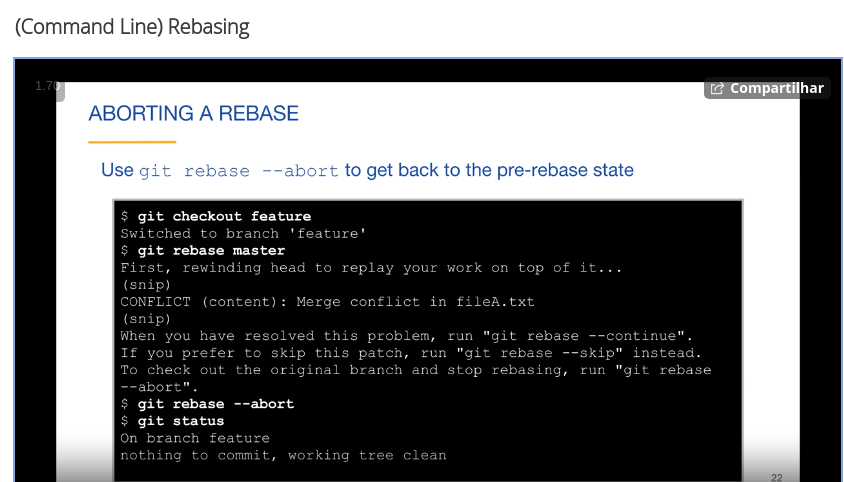 (Command Line) Rebasing
1.70
Compartilhar
ABORTING A REBASE
Use git rebase --abort to get back to the pre-rebase state
$ git checkout feature
Switched to branch 'feature'
$ git rebase master
First, rewinding head to replay your work on top of it...
(snip)
CONFLICT (content): Merge conflict in fileA.txt
(snip)
When you have resolved this problem, run "git rebase --continue".
If you prefer to skip this patch, run "git rebase --skip" instead.
To check out the original branch and stop rebasing, run "git rebase
--abort".
$ git rebase --abort
$ git status
On branch feature
nothing to commit, working tree clean
22